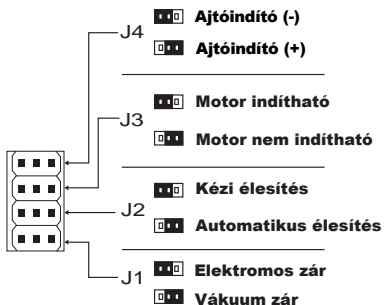 J4
Ajtóindító (-)
Ajtóindító (+)
J3
Motor indítható
Motor nem indítható
J2
Kézi élesítés
Automatikus élesítés
J1
Elektromos zár
Vákuum zár